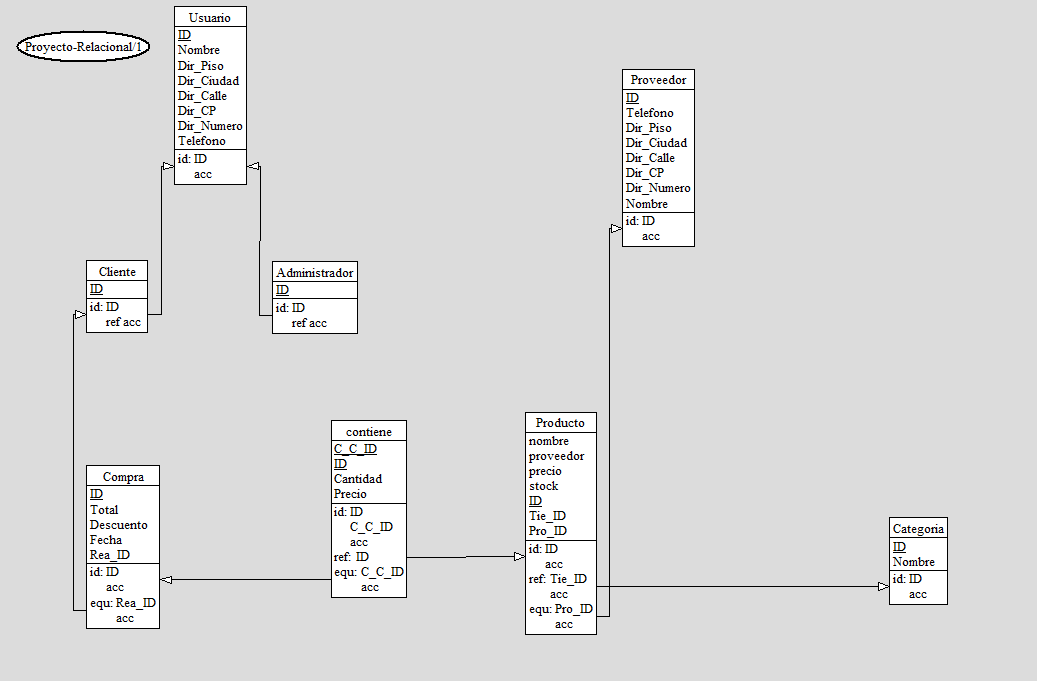 Proyecto-Relacional/1
Usuario
ID
Nombre
Dir_Piso
Dir_Ciudad
Dir_Calle
Dir_CP
Dir_Numero
Telefono
id: ID
acc
Proveedor
ID
Telefono
Dir_Piso
Dir_Ciudad
Dir_Calle
Dir_CP
Dir_Numero
Nombre
id: ID
acc
Cliente
ID
id: ID
ref acc
Administrador
ID
id: ID
ref acc
Compra
ID
Total
Descuento
Fecha
Rea_ID
id: ID
acc
equ: Rea_ID
acc
contiene
C_C_ID
ID
Cantidad
Precio
id: ID
C_C_ID
acc
ref: ID
equ: C_C_ID
acc
Producto
nombre
proveedor
precio
stock
ID
Tie_ID
Pro_ID
id: ID
acc
ref: Tie_ID
acc
equ: Pro_ID
acc
Categoria
ID
Nombre
id: ID
acc